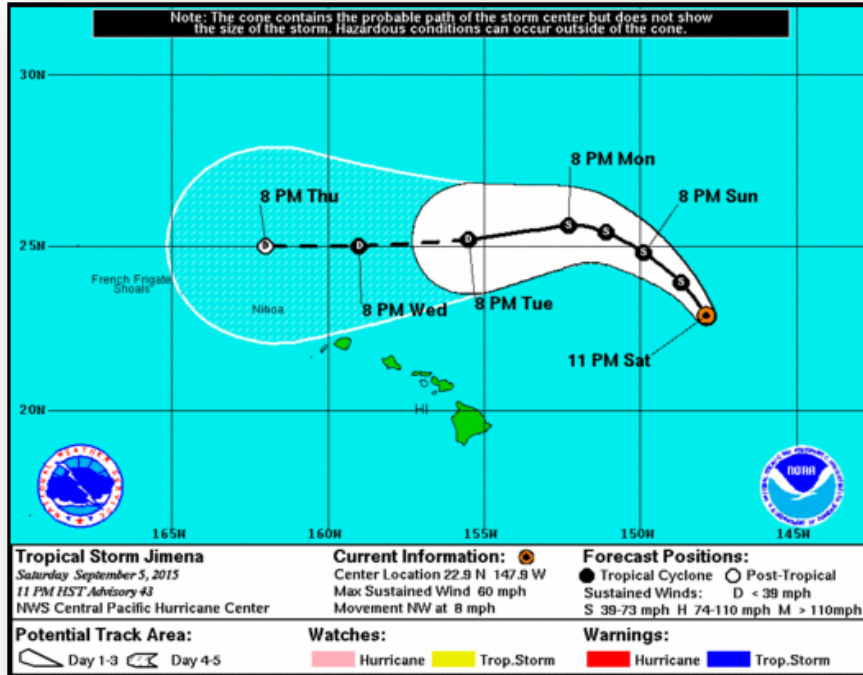 Note: The cone contains the probable path of the storm center but does not show
the size of the storm. Hazardous conditions can occur outside of the cone.
30N
8 PM Mon
8 PM Thu
8 PM Sun
25N
French Frigate
Shoals
Nihoa
8 PM Wed
8 PM Tue
11 PM Sat
20N
HI
NOAA
165W 160W 155W 150W 145W
Tropical Storm Jimena
Saturday September 5, 2015
11 PM HST Advisory 43
NWS Central Pacific Hurricane Center
Current Information:
Center Location 22.9 N 147.9 W
Max Sustained Wind 60 mph
Movement NW at 8 mph
Forecast Positions:
Tropical Cyclone Post-Tropical
Sustained Winds: D < 39 mph
S 39-73 mph H 74-110 mph M > 110mph
Potential Track Area:
Day 1-3 Day 4-5
Watches:
Hurricane Trop.Storm
Warnings:
Hurricane Trop.Storm
D D D S S S S